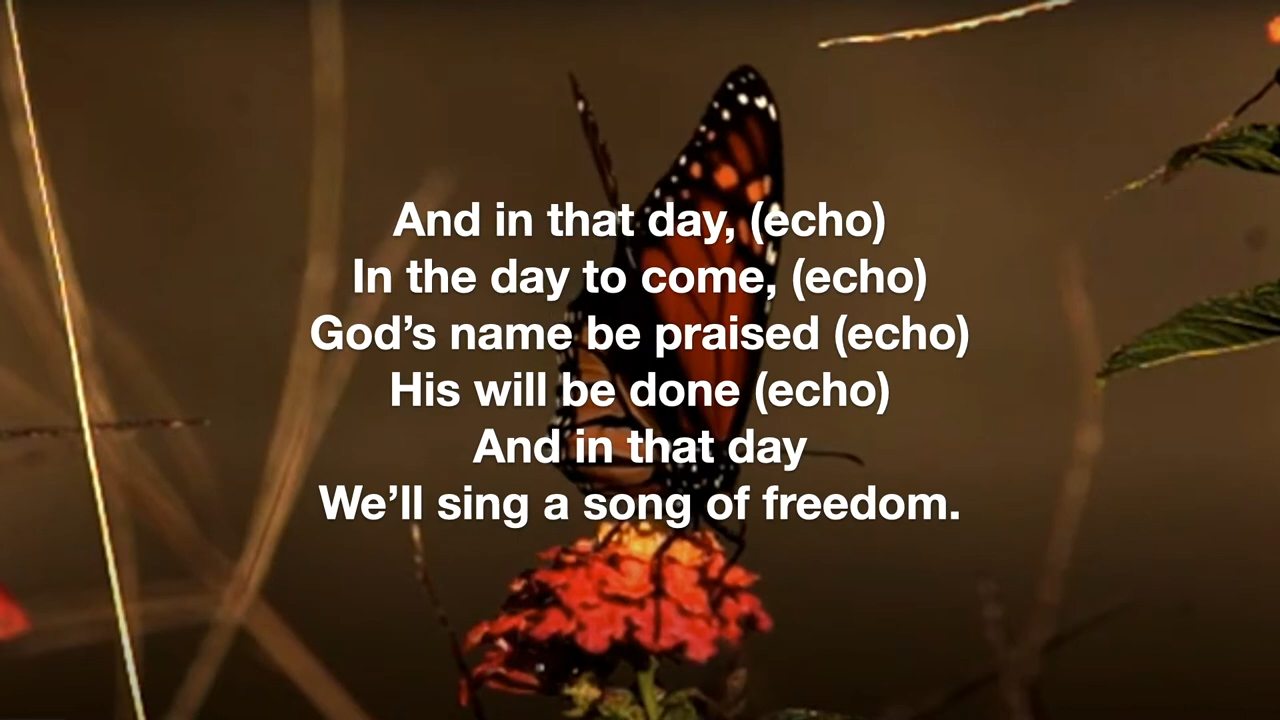 And in that day, (echo)
In the day to come, (echo)
God’s name be praised (echo)
His will be done (echo)
And in that day
We’ll sing a song of freedom.